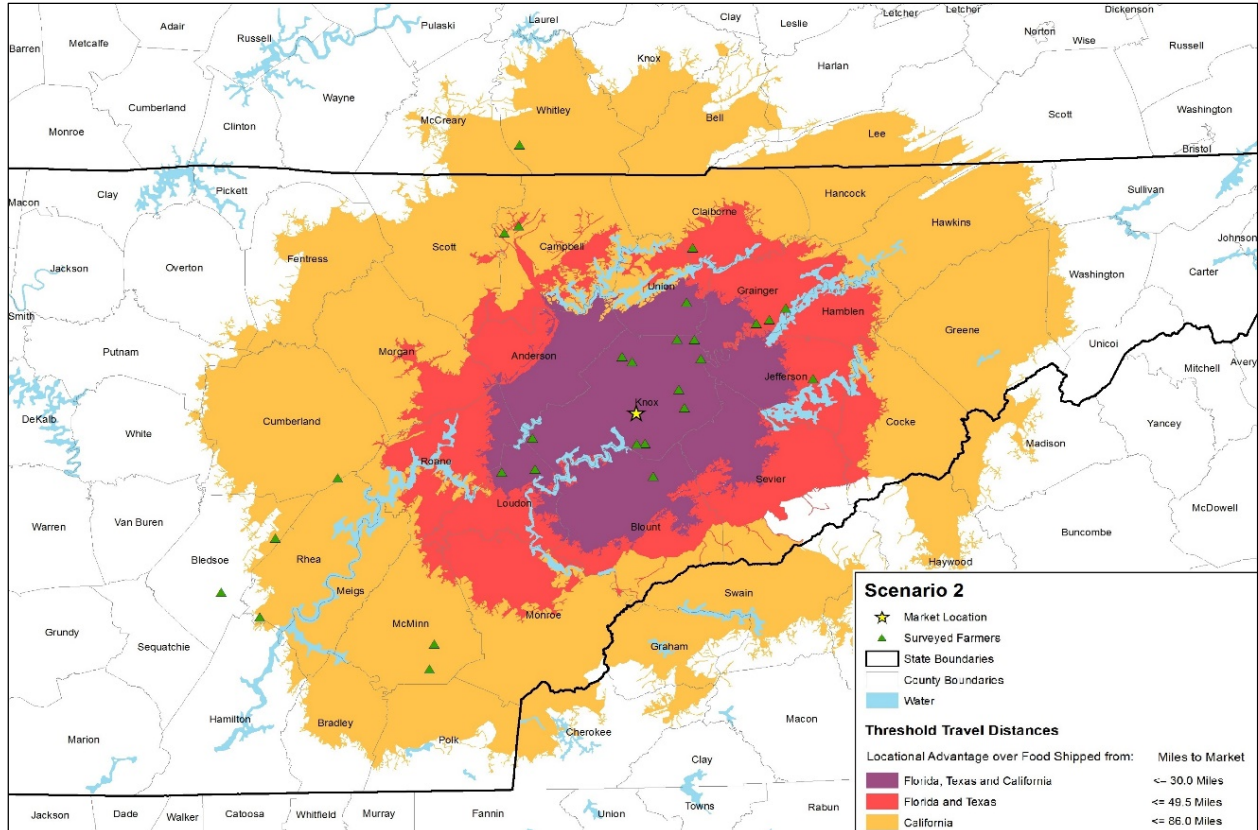 Dickenson
Letcher
Letcher
Clay
Laurel
Leslie
Adair
Pulaski
Norton
Wise
Russell
Metcalfe
Russell
Barren
Knox
Harlan
Wayne
Cumberland
Whitley
Washington
McCreary
Bell
Scott
Monroe
Clinton
Lee
Bristol
Clay
Pickett
Sullivan
Macon
Hancock
Claiborne
Hawkins
Scott
Campbell
Johnson
Fentress
Jackson
Overton
Washington
Carter
Union
Grainger
Hamblen
Smith
Greene
Unicoi
Putnam
Morgan
Anderson
Mitchell
Avery
Jefferson
Knox
DeKalb
White
Cumberland
Cocke
Yancey
Madison
Roane
Sevier
Loudon
McDowell
Warren
Van Buren
Blount
Buncombe
Bledsoe
Rhea
Haywood
Meigs
Swain
Monroe
McMinn
Grundy
Sequatchie
Graham
Hamilton
Bradley
Macon
Cherokee
Marion
Polk
Clay
Towns
Jackson
Dade
Walker
Catoosa
Whitfield
Murray
Fannin
Union
Rabun
Scenario 2
Market Location
Surveyed Farmers
State Boundaries
County Boundaries
Water
Threshold Travel Distances
Locational Advantage over Food Shipped from: Miles to Market
Florida, Texas and California <= 30.0 Miles
Florida and Texas <= 49.5 Miles
California <= 86.0 Miles